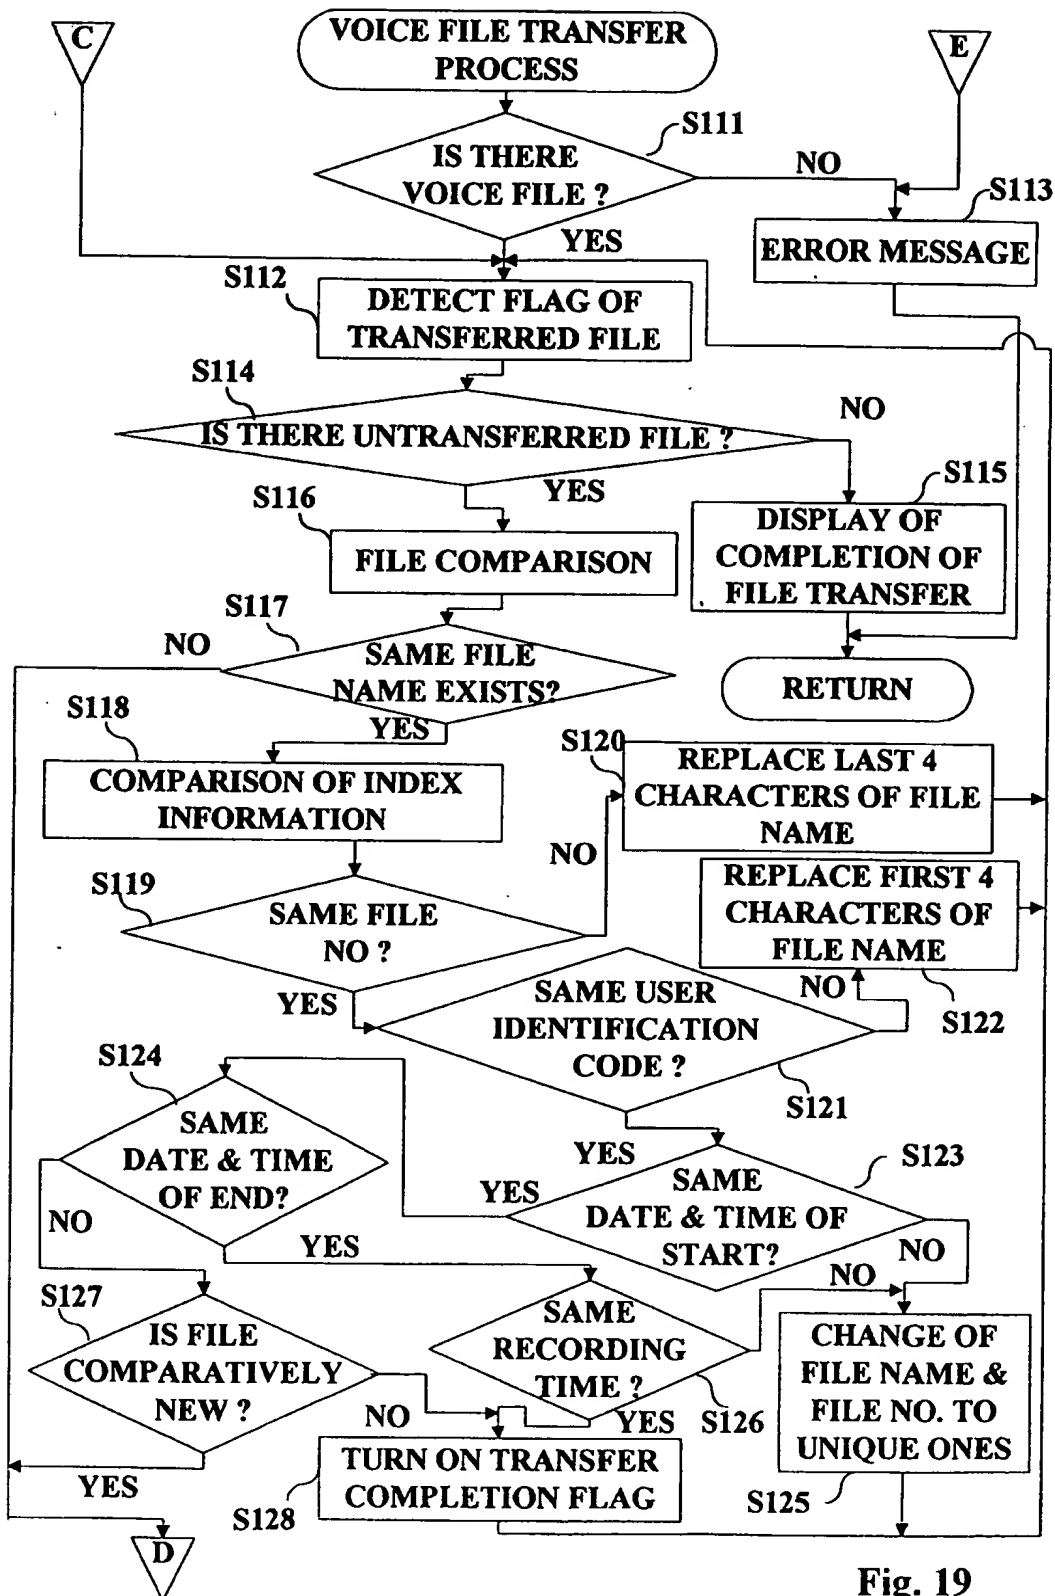 C
VOICE FILE TRANSFER
PROCESS
E
S111
IS THERE
VOICE FILE ?
NO
S113
YES
ERROR MESSAGE
S112
DETECT FLAG OF
TRANSFERRED FILE
S114
NO
IS THERE UNTRANSFERRED FILE ?
S115
S116
YES
DISPLAY OF
COMPLETION OF
FILE TRANSFER
FILE COMPARISON
S117
NO
SAME FILE
NAME EXISTS?
RETURN
S118
YES
S120
REPLACE LAST 4
CHARACTERS OF FILE
NAME
COMPARISON OF INDEX
INFORMATION
NO
S119
REPLACE FIRST 4
CHARACTERS OF
FILE NAME
SAME FILE
NO ?
YES
SAME USER
IDENTIFICATION
CODE ?
NO
S122
S124
S121
SAME
DATE & TIME
OF END?
YES
S123
YES
SAME
DATE & TIME OF
START?
NO
YES
NO
NO
S127
SAME
RECORDING
TIME ?
IS FILE
COMPARATIVELY
NEW ?
CHANGE OF
FILE NAME &
FILE NO. TO
UNIQUE ONES
NO
YES
S126
TURN ON TRANSFER
COMPLETION FLAG
YES
S128
S125
D
Fig. 19